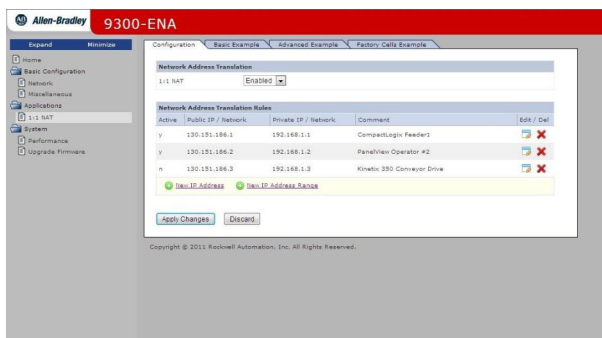 Allen-Bradley 9300-ENA
Expand Minimize
Home
Basic Configuration
Network
Miscellaneous
Applications
1:1 NAT
System
Performance
Upgrade Firmware
Configuration Basic Example Advanced Example Factory Cells Example
Network Address Translation
1:1 NAT Enabled
Network Address Translation Rules
Active Public IP / Network Private IP / Network Comment Edit / Del
y 130.151.186.1 192.168.1.1 CompactLogix Feeder1
y 130.151.186.2 192.168.1.2 PanelView Operator #2
n 130.151.186.3 192.168.1.3 Kinetix 350 Conveyor Drive
New IP Address New IP Address Range
Apply Changes Discard
Copyright © 2011 Rockwell Automation, Inc. All Rights Reserved.